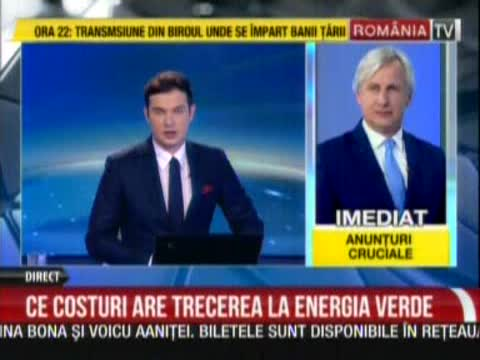 ORA 22: TRANSMSIUNE DIN BIROUL UNDE SE ÎMPART BANII ȚĂRII
ROMÂNIA TV
IMEDIAT
ANUNȚURI
CRUCIALE
DIRECT
CE COSTURI ARE TRECEREA LA ENERGIA VERDE
INA BONA ȘI VOICU AANIȚEI. BILETELE SUNT DISPONIBILE ÎN REȚEAU